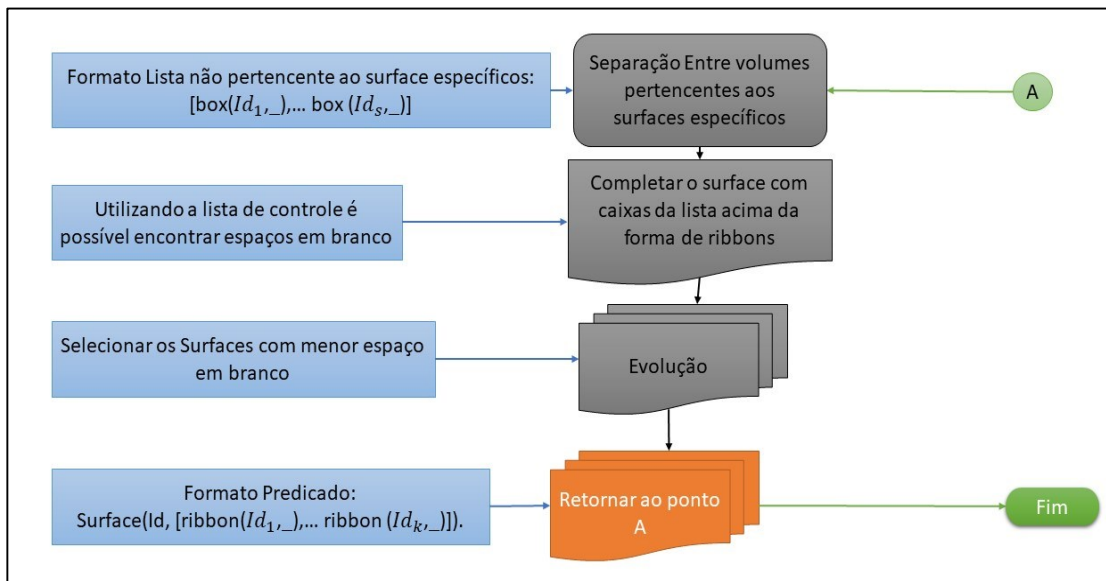 Formato Lista não pertencente ao surface específicos:
[box(Id₁,_),... box (Idₛ,_)]
Separação Entre volumes
pertencentes aos
surfaces específicos
A
Utilizando a lista de controle é
possível encontrar espaços em branco
Completar o surface com
caixas da lista acima da
forma de ribbons
Selecionar os Surfaces com menor espaço
em branco
Evolução
Formato Predicado:
Surface(Id, [ribbon(Id₁,_),... ribbon (Idₖ,_)]).
Retornar ao ponto
A
Fim